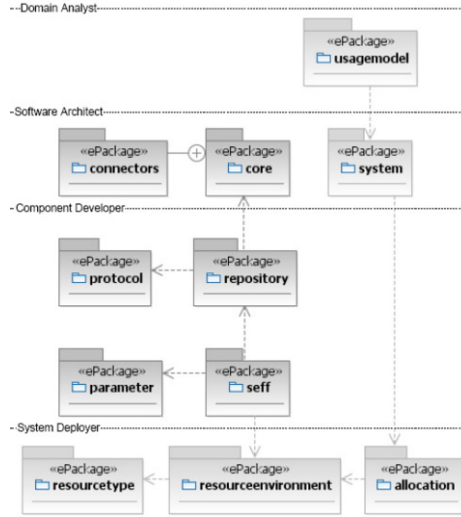 Domain Analyst
«ePackage»
usagemodel
Software Architect
«ePackage» «ePackage» «ePackage»
connectors core system
Component Developer
«ePackage» «ePackage»
protocol repository
«ePackage» «ePackage»
parameter seff
System Deployer
«ePackage» «ePackage» «ePackage»
resourcetype resourceenvironment allocation